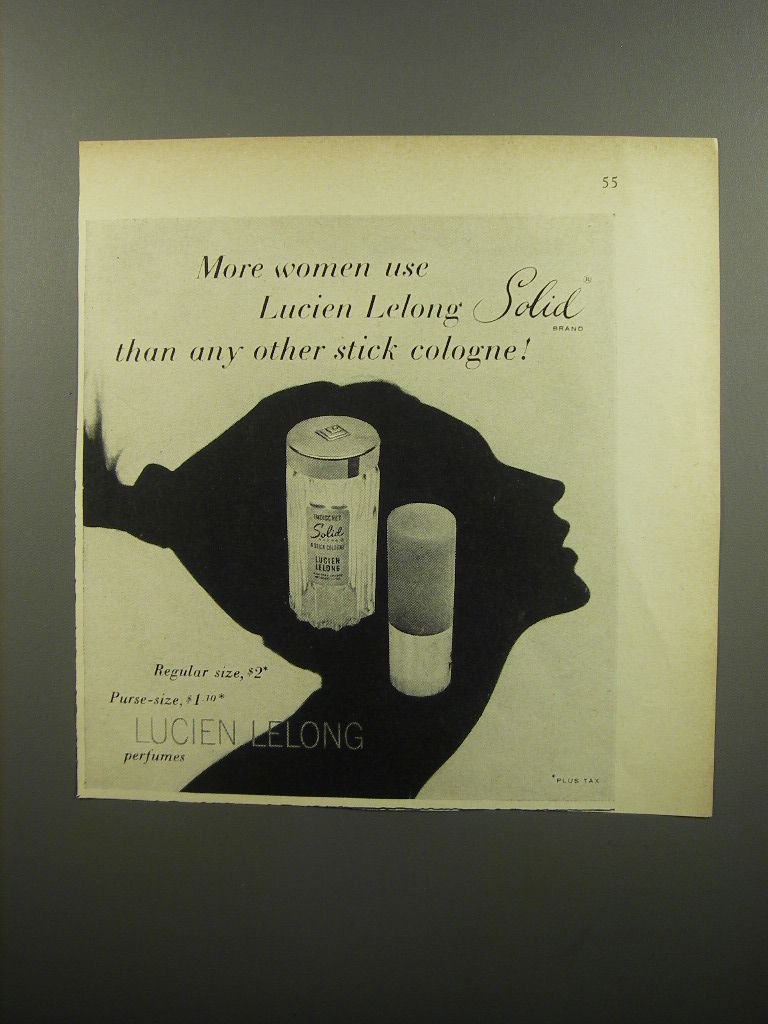 55
More women use
Lucien Lelong Solid ®
BRAND
than any other stick cologne!
INDISCRET
Solid
A STICK COLOGNE
LUCIEN
LELONG
Regular size, $2*
Purse-size, $1.10*
LUCIEN LELONG
perfumes
*PLUS TAX